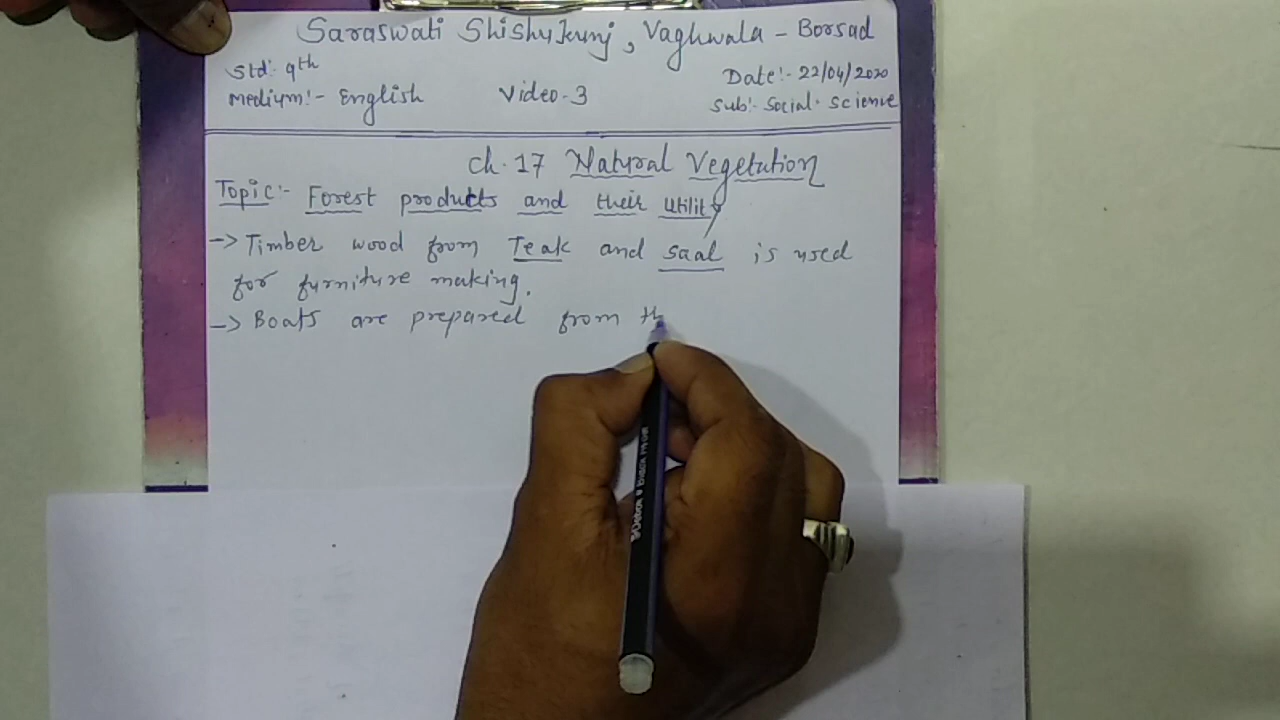 Saraswati Shishukunj, Vaghwala - Borsad
Std:- 9th
Date:- 22/04/2020
Medium:- English
Video-3
Sub:- Social. Science
Ch. 17 Natural Vegetation
Topic:- Forest products and their utility
-> Timber wood from Teak and saal is used
for furniture making.
-> Boats are prepared from th